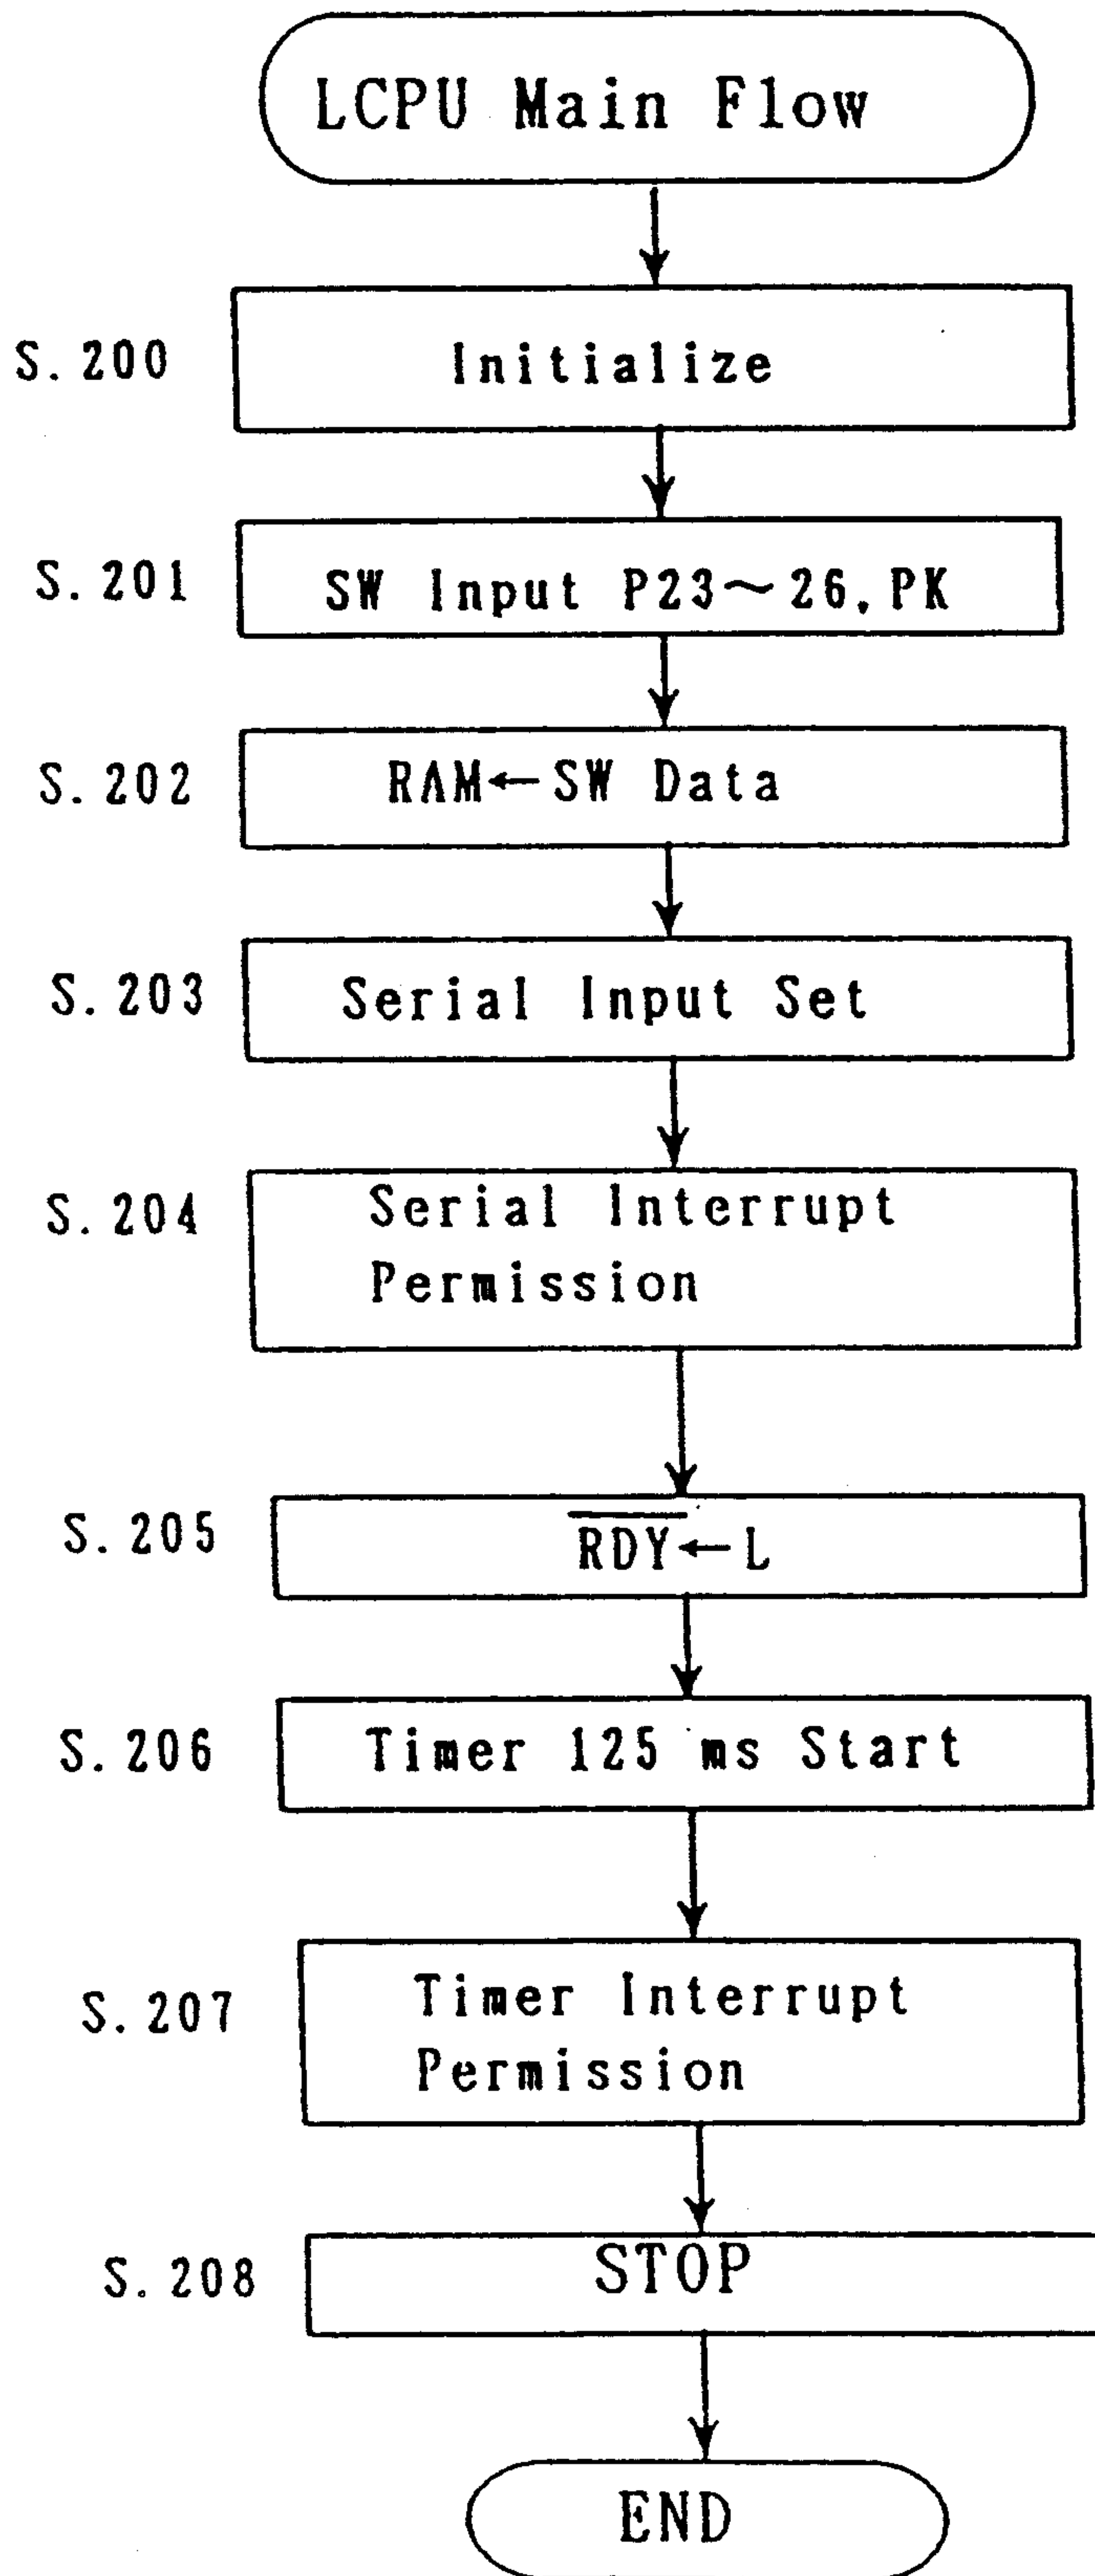 LCPU Main Flow
S.200 Initialize
S.201 SW Input P23~26, PK
S.202 RAM←SW Data
S.203 Serial Input Set
S.204 Serial Interrupt
Permission
S.205 R̅D̅Y̅←L
S.206 Timer 125 ms Start
S.207 Timer Interrupt
Permission
S.208 STOP
END